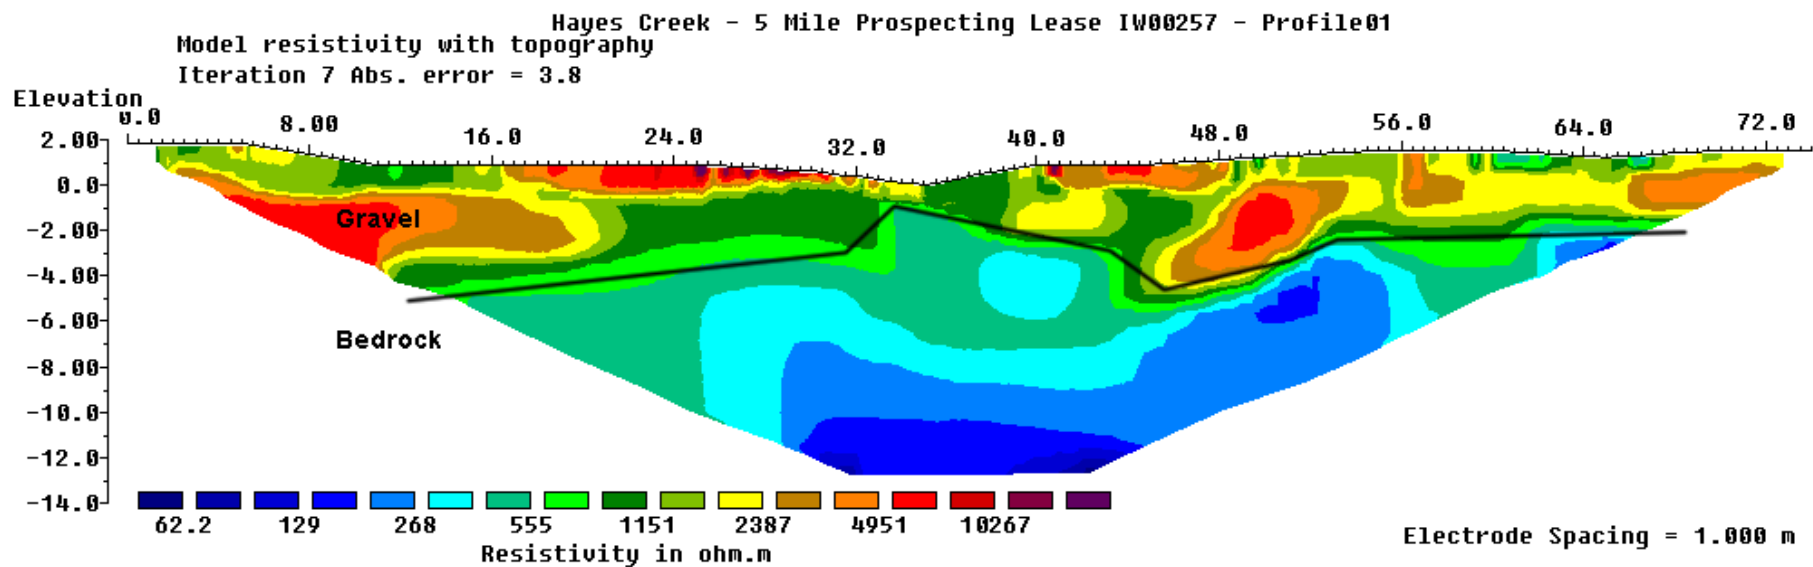 Hayes Creek - 5 Mile Prospecting Lease IW00257 - Profile01
Model resistivity with topography
Iteration 7 Abs. error = 3.8
Elevation
0.0 8.00 16.0 24.0 32.0 40.0 48.0 56.0 64.0 72.0
2.00
0.0
-2.00
-4.00
-6.00
-8.00
-10.0
-12.0
-14.0
Gravel
Bedrock
62.2 129 268 555 1151 2387 4951 10267
Resistivity in ohm.m
Electrode Spacing = 1.000 m